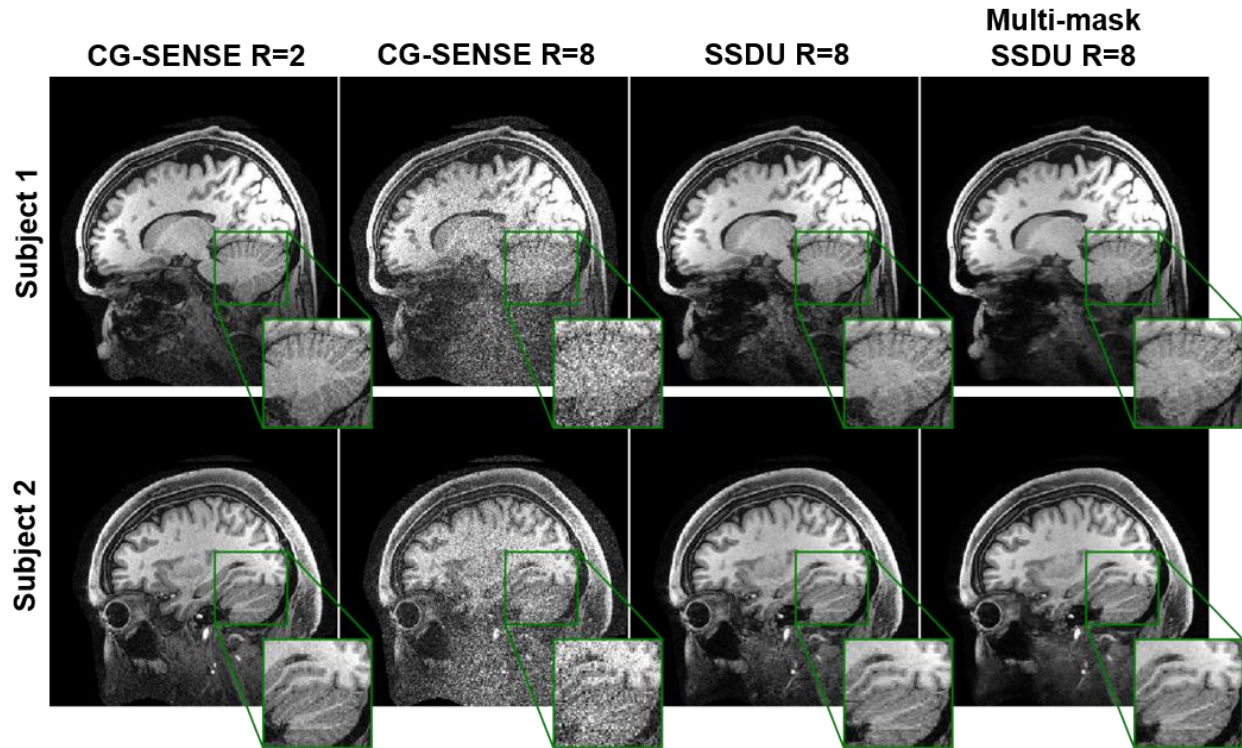 CG-SENSE R=2
CG-SENSE R=8
SSDU R=8
Multi-mask
SSDU R=8
Subject 1
Subject 2